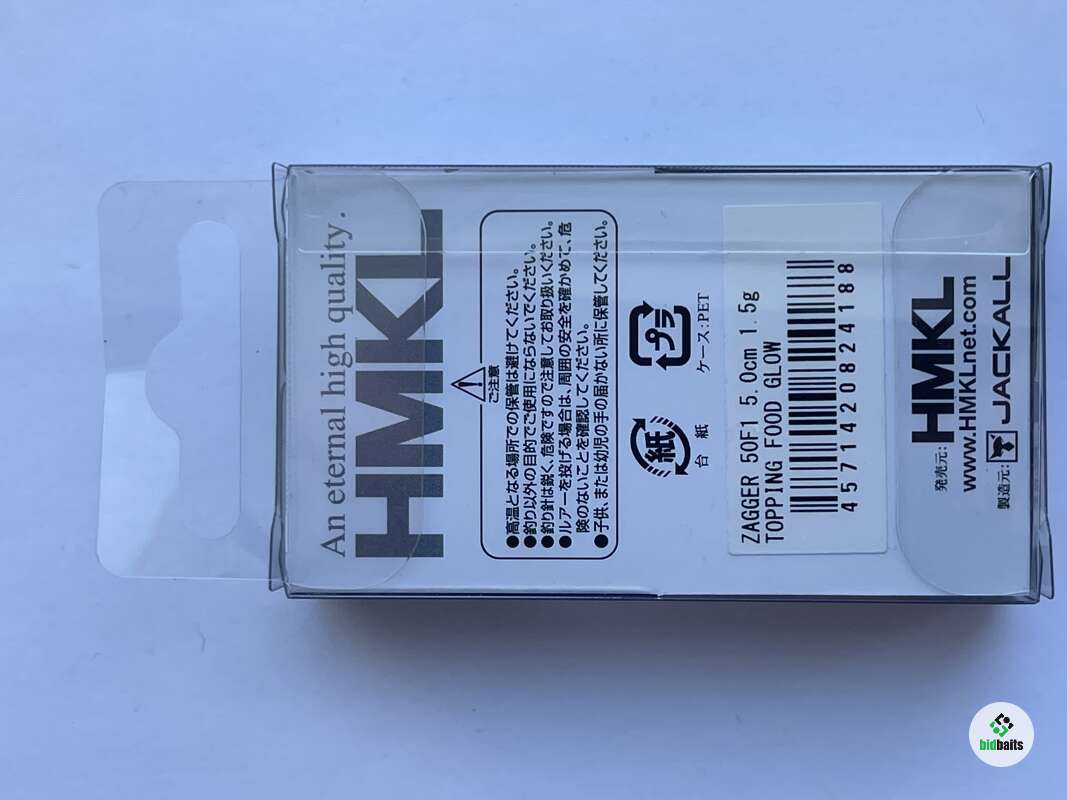 An eternal high quality.
HMKL
ご注意
●高温となる場所での保管は避けてください。
●釣り以外の目的でご使用にならないでください。
●釣り針は鋭く、危険ですので注意してお取り扱いください。
●ルアーを投げる場合は、周囲の安全を確かめて、危
険のないことを確認してください。
●子供、または幼児の手の届かない所に保管してください。
紙
台 紙
プラ
ケース:PET
ZAGGER 50F1 5.0cm 1.5g
TOPPING FOOD GLOW
4571420824188
発売元: HMKL
www.HMKLnet.com
製造元: JACKALL
bidbaits